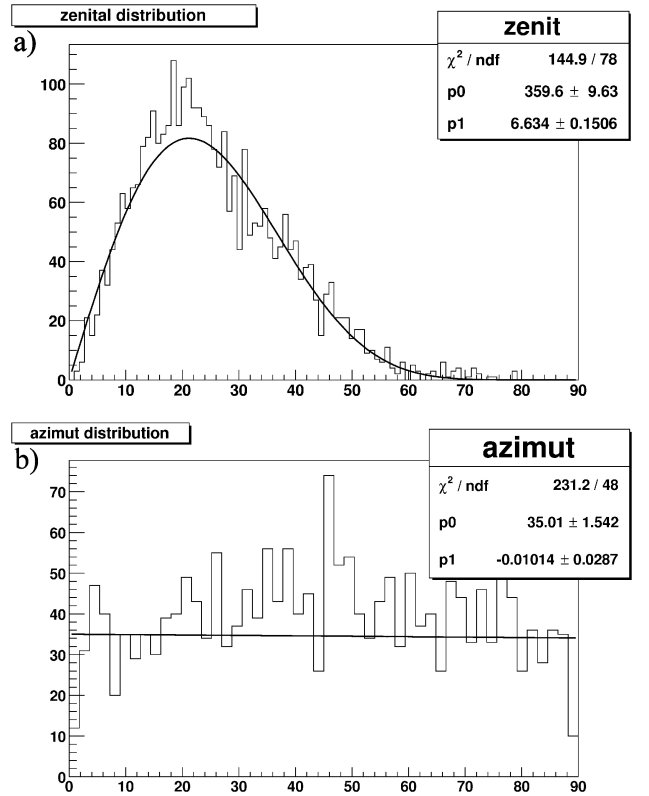 zenital distribution
a)
zenit
χ² / ndf 144.9 / 78
p0 359.6 ± 9.63
p1 6.634 ± 0.1506
100
80
60
40
20
0
0 10 20 30 40 50 60 70 80 90
azimut distribution
b)
azimut
χ² / ndf 231.2 / 48
p0 35.01 ± 1.542
p1 -0.01014 ± 0.0287
70
60
50
40
30
20
10
0
0 10 20 30 40 50 60 70 80 90